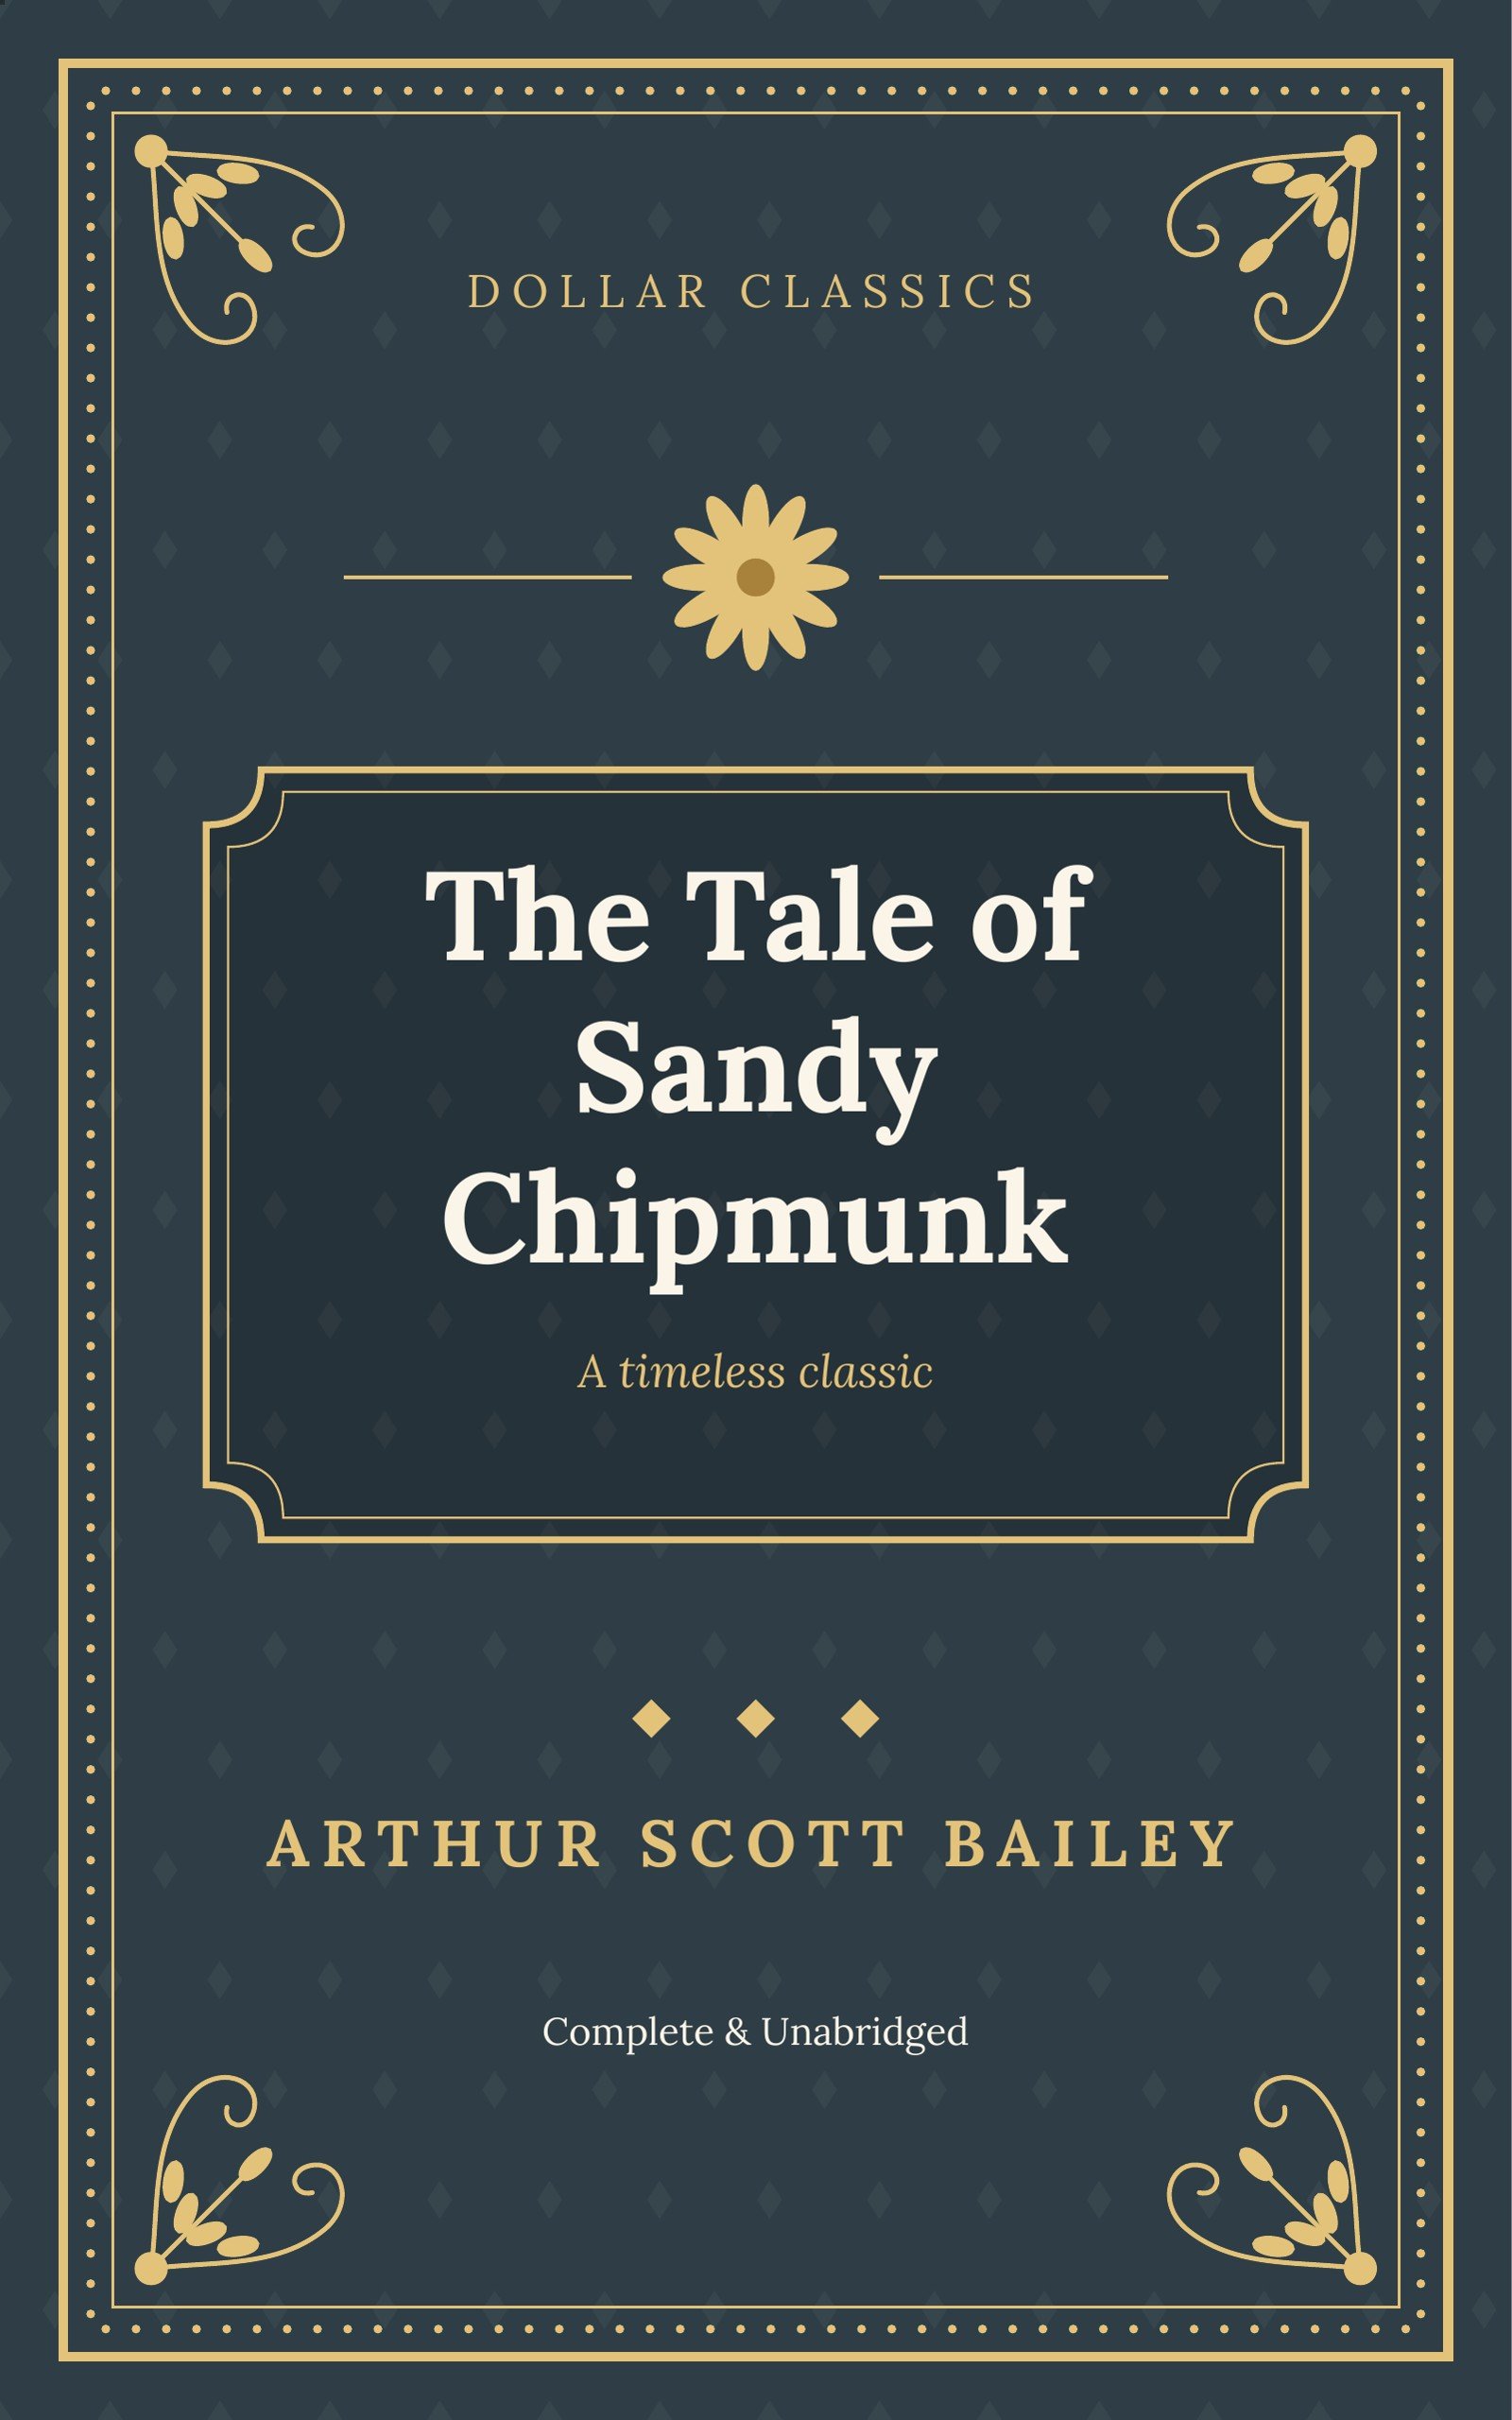 DOLLAR CLASSICS
The Tale of
Sandy
Chipmunk
A timeless classic
ARTHUR SCOTT BAILEY
Complete & Unabridged